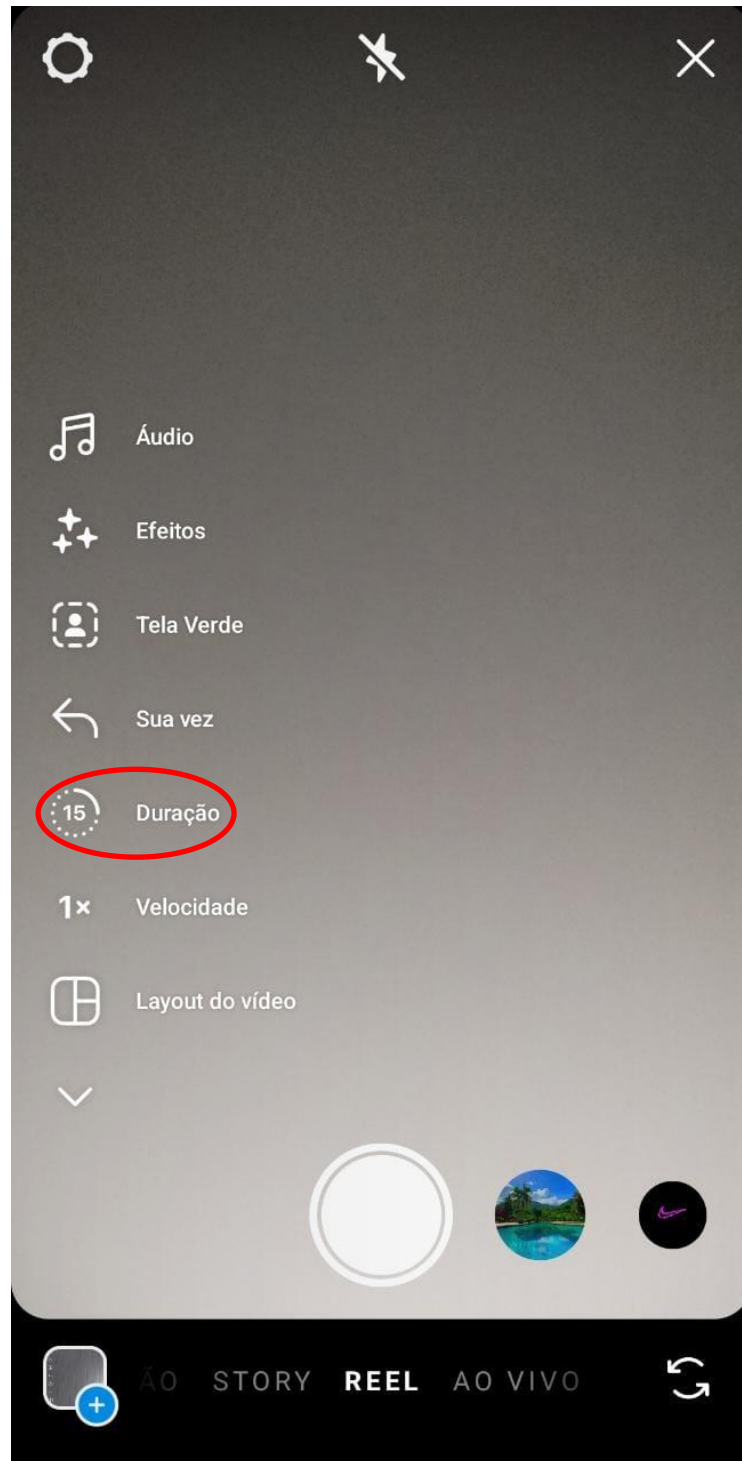 Áudio
Efeitos
Tela Verde
Sua vez
15 Duração
1× Velocidade
Layout do vídeo
ÃO STORY REEL AO VIVO